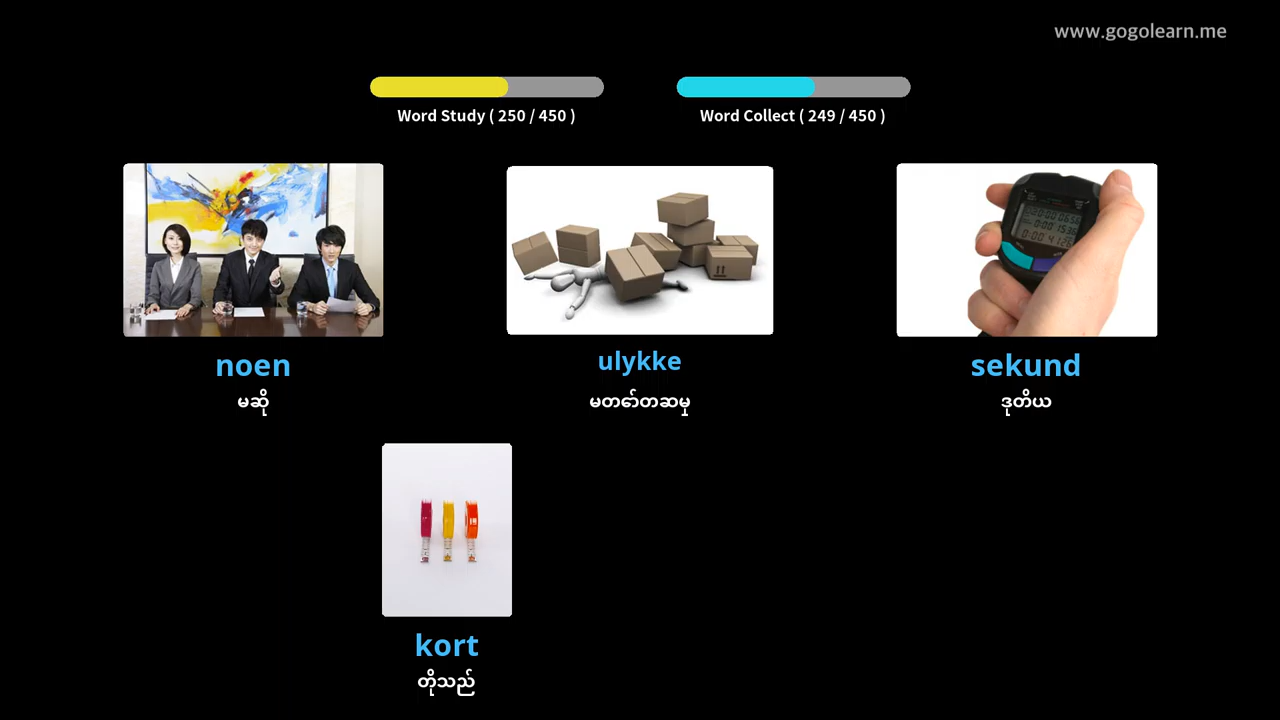 www.gogolearn.me
Word Study ( 250 / 450 )
Word Collect ( 249 / 450 )
noen
မဆို
ulykke
မတော်တဆမှု
sekund
ဒုတိယ
kort
တိုသည်